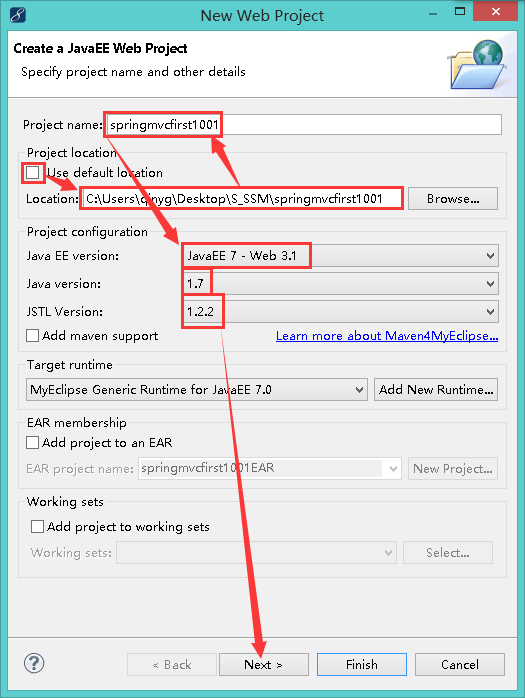 New Web Project
Create a JavaEE Web Project
Specify project name and other details
Project name: springmvcfirst1001
Project location
Use default location
Location: C:\Users\qinyg\Desktop\S_SSM\springmvcfirst1001 Browse...
Project configuration
Java EE version: JavaEE 7 - Web 3.1
Java version: 1.7
JSTL Version: 1.2.2
Add maven support Learn more about Maven4MyEclipse...
Target runtime
MyEclipse Generic Runtime for JavaEE 7.0 Add New Runtime...
EAR membership
Add project to an EAR
EAR project name: springmvcfirst1001EAR New Project...
Working sets
Add project to working sets
Working sets: Select...
? < Back Next > Finish Cancel